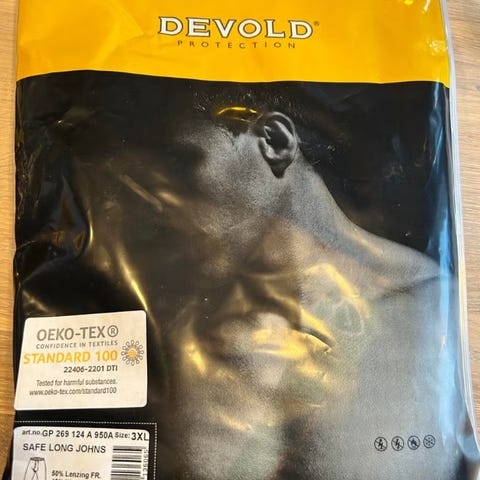 DEVOLD®
PROTECTION
OEKO-TEX®
CONFIDENCE IN TEXTILES
STANDARD 100
22406-2201 DTI
Tested for harmful substances.
www.oeko-tex.com/standard100
art.no. GP 269 124 A 950A Size: 3XL
SAFE LONG JOHNS
50% Lenzing FR.